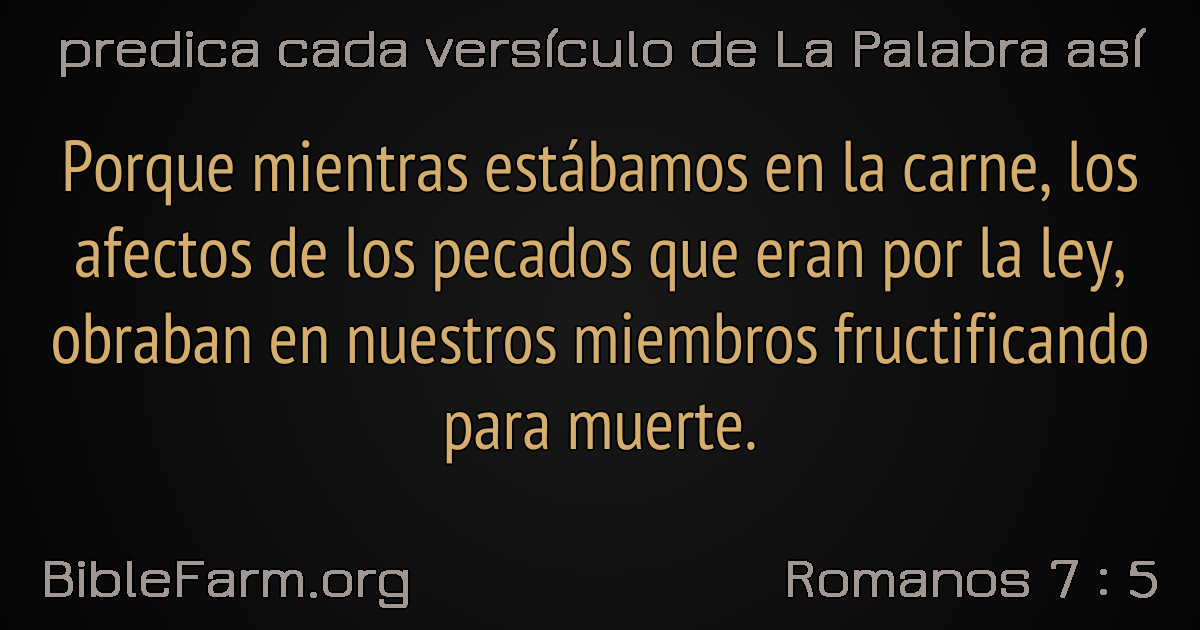 predica cada versículo de La Palabra así
Porque mientras estábamos en la carne, los
afectos de los pecados que eran por la ley,
obraban en nuestros miembros fructificando
para muerte.
BibleFarm.org
Romanos 7 : 5